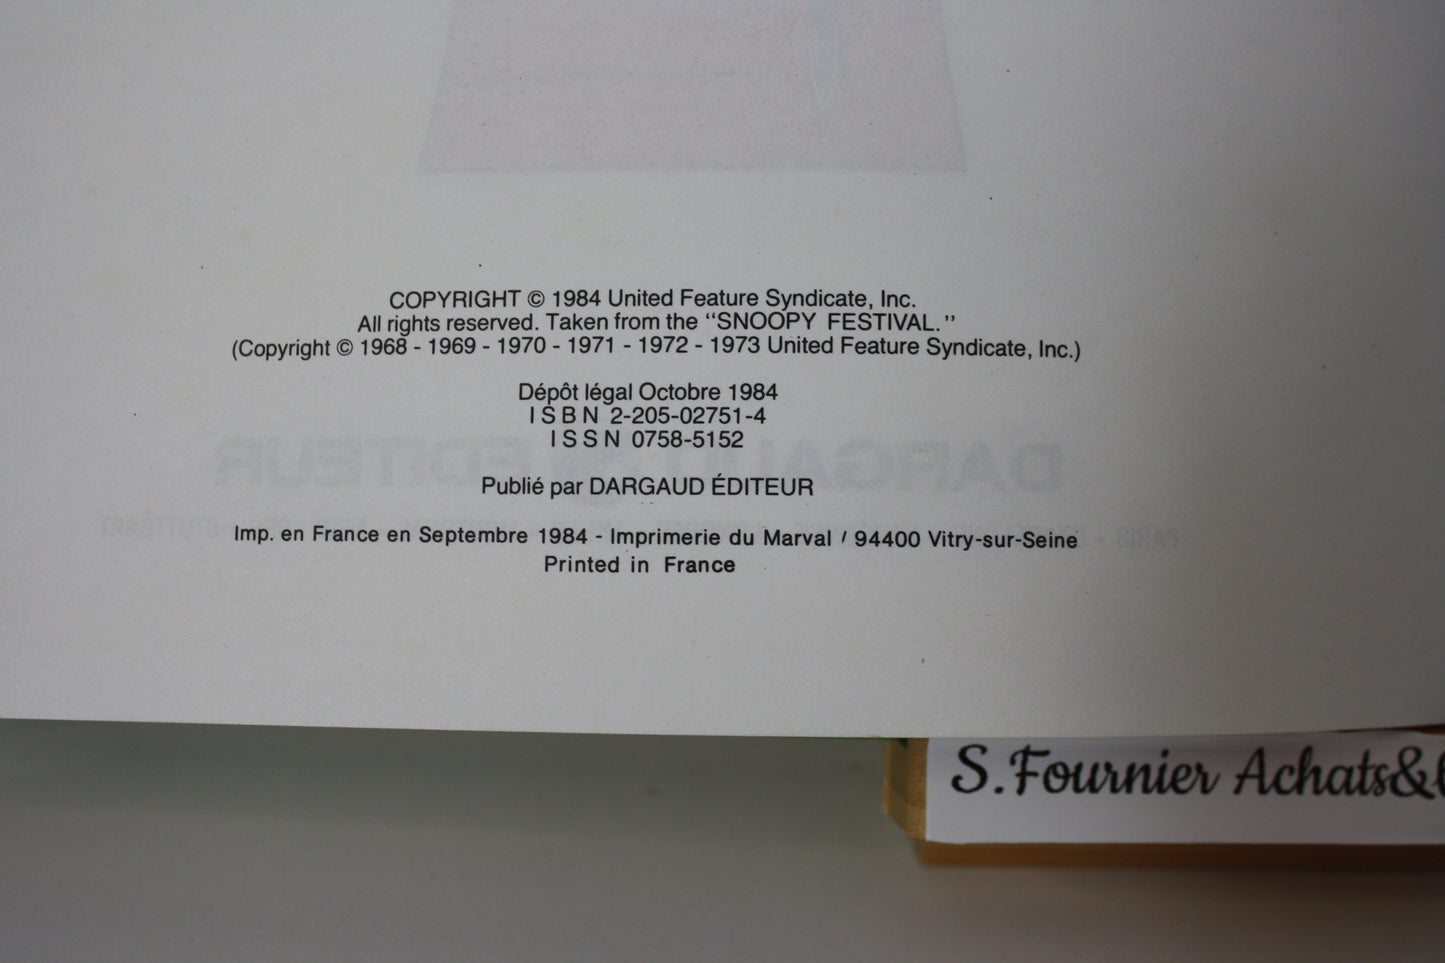 COPYRIGHT © 1984 United Feature Syndicate, Inc.
All rights reserved. Taken from the ‘‘SNOOPY FESTIVAL.’’
(Copyright © 1968 - 1969 - 1970 - 1971 - 1972 - 1973 United Feature Syndicate, Inc.)
Dépôt légal Octobre 1984
ISBN 2-205-02751-4
ISSN 0758-5152
DARGAUD ÉDITEUR
Publié par DARGAUD ÉDITEUR
Imp. en France en Septembre 1984 - Imprimerie du Marval / 94400 Vitry-sur-Seine
Printed in France
S.Fournier Achats&